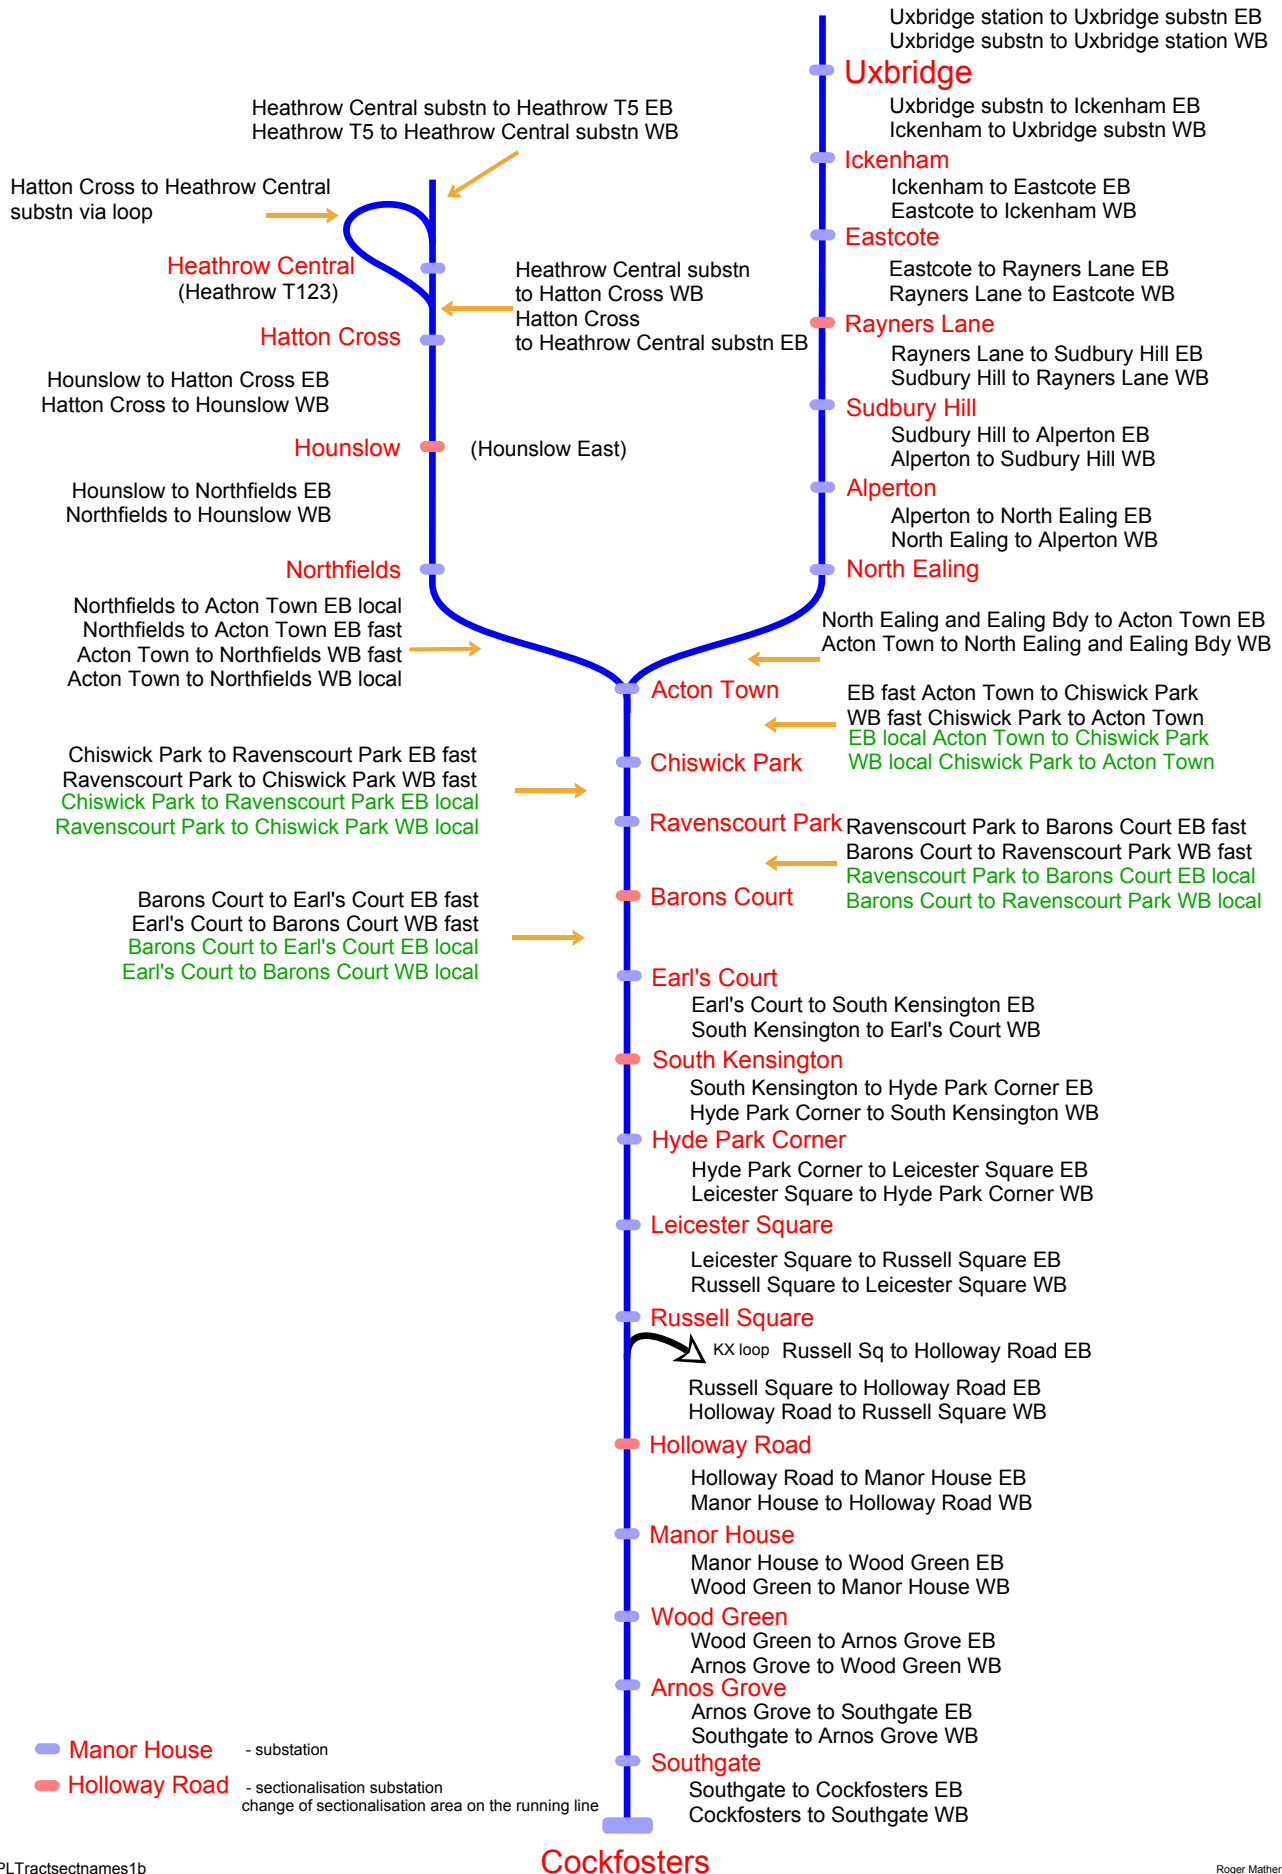 Uxbridge station to Uxbridge substn EB
Uxbridge substn to Uxbridge station WB
Uxbridge
Uxbridge substn to Ickenham EB
Ickenham to Uxbridge substn WB
Ickenham
Ickenham to Eastcote EB
Eastcote to Ickenham WB
Eastcote
Eastcote to Rayners Lane EB
Rayners Lane to Eastcote WB
Rayners Lane
Rayners Lane to Sudbury Hill EB
Sudbury Hill to Rayners Lane WB
Sudbury Hill
Sudbury Hill to Alperton EB
Alperton to Sudbury Hill WB
Alperton
Alperton to North Ealing EB
North Ealing to Alperton WB
North Ealing
North Ealing and Ealing Bdy to Acton Town EB
Acton Town to North Ealing and Ealing Bdy WB
Heathrow Central substn to Heathrow T5 EB
Heathrow T5 to Heathrow Central substn WB
Hatton Cross to Heathrow Central
substn via loop
Heathrow Central
(Heathrow T123)
Heathrow Central substn
to Hatton Cross WB
Hatton Cross
to Heathrow Central substn EB
Hatton Cross
Hounslow to Hatton Cross EB
Hatton Cross to Hounslow WB
Hounslow
(Hounslow East)
Hounslow to Northfields EB
Northfields to Hounslow WB
Northfields
Northfields to Acton Town EB local
Northfields to Acton Town EB fast
Acton Town to Northfields WB fast
Acton Town to Northfields WB local
Acton Town
EB fast Acton Town to Chiswick Park
WB fast Chiswick Park to Acton Town
EB local Acton Town to Chiswick Park
WB local Chiswick Park to Acton Town
Chiswick Park
Chiswick Park to Ravenscourt Park EB fast
Ravenscourt Park to Chiswick Park WB fast
Chiswick Park to Ravenscourt Park EB local
Ravenscourt Park to Chiswick Park WB local
Ravenscourt Park
Ravenscourt Park to Barons Court EB fast
Barons Court to Ravenscourt Park WB fast
Ravenscourt Park to Barons Court EB local
Barons Court to Ravenscourt Park WB local
Barons Court
Barons Court to Earl's Court EB fast
Earl's Court to Barons Court WB fast
Barons Court to Earl's Court EB local
Earl's Court to Barons Court WB local
Earl's Court
Earl's Court to South Kensington EB
South Kensington to Earl's Court WB
South Kensington
South Kensington to Hyde Park Corner EB
Hyde Park Corner to South Kensington WB
Hyde Park Corner
Hyde Park Corner to Leicester Square EB
Leicester Square to Hyde Park Corner WB
Leicester Square
Leicester Square to Russell Square EB
Russell Square to Leicester Square WB
Russell Square
KX loop Russell Sq to Holloway Road EB
Russell Square to Holloway Road EB
Holloway Road to Russell Square WB
Holloway Road
Holloway Road to Manor House EB
Manor House to Holloway Road WB
Manor House
Manor House to Wood Green EB
Wood Green to Manor House WB
Wood Green
Wood Green to Arnos Grove EB
Arnos Grove to Wood Green WB
Arnos Grove
Arnos Grove to Southgate EB
Southgate to Arnos Grove WB
Southgate
Southgate to Cockfosters EB
Cockfosters to Southgate WB
Cockfosters
Manor House - substation
Holloway Road - sectionalisation substation
change of sectionalisation area on the running line
PLTractsectnames1b
Roger Mather